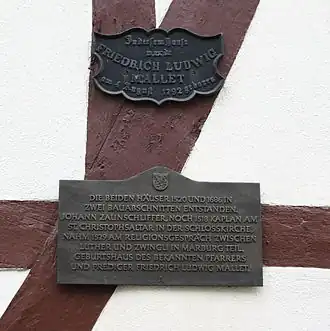 In diesem Hause
wurde
FRIEDRICH LUDWIG
MALLET
am 4. August 1792 geboren
DIE BEIDEN HÄUSER 1520 UND 1686 IN
ZWEI BAUABSCHNITTEN ENTSTANDEN.
JOHANN ZAUNSCHLIFFER, NOCH 1518 KAPLAN AM
ST. CHRISTOPHSALTAR IN DER SCHLOSSKIRCHE,
NAHM 1529 AM RELIGIONSGESPRÄCH ZWISCHEN
LUTHER UND ZWINGLI IN MARBURG TEIL.
GEBURTSHAUS DES BEKANNTEN PFARRERS
UND PREDIGER FRIEDRICH LUDWIG MALLET.